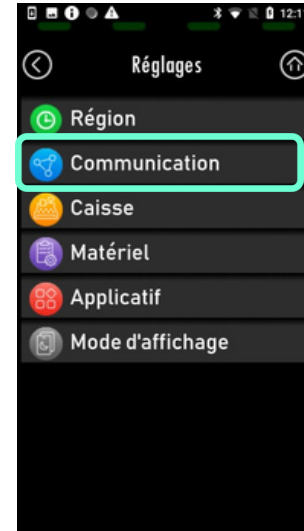 12:1
Réglages
Région
Communication
Caisse
Matériel
Applicatif
Mode d'affichage